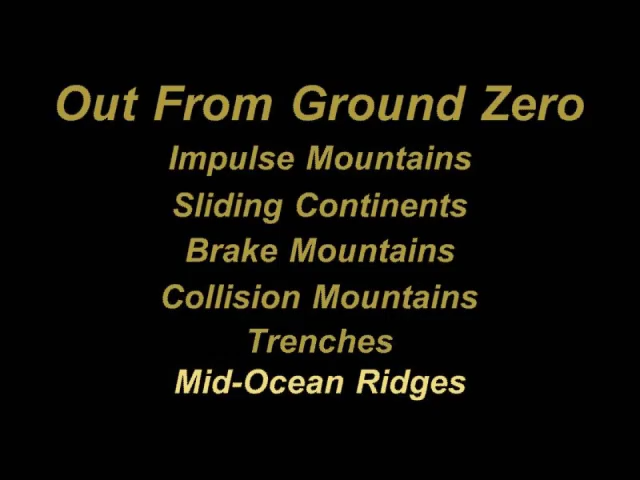 Out From Ground Zero
Impulse Mountains
Sliding Continents
Brake Mountains
Collision Mountains
Trenches
Mid-Ocean Ridges